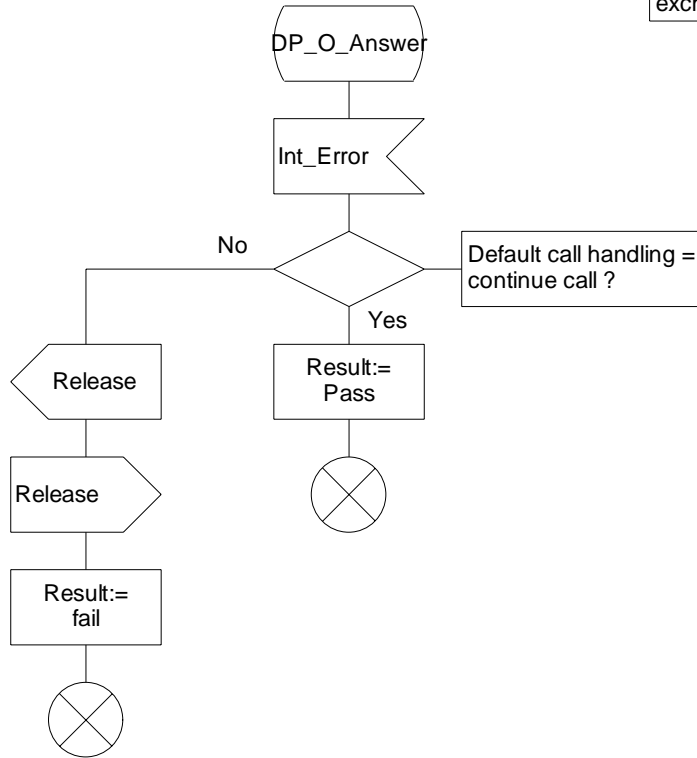 DP_O_Answer
Int_Error
No
Default call handling =
continue call ?
Yes
Release
Result:=
Pass
Release
Result:=
fail